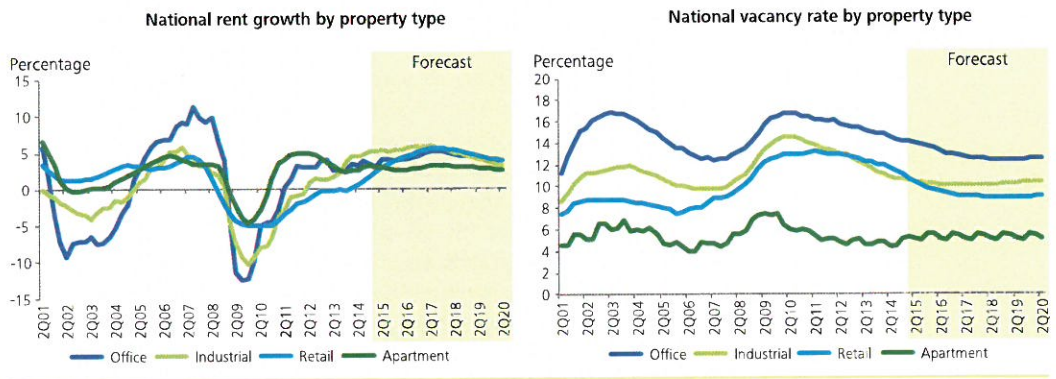 National rent growth by property type
Percentage
Forecast
15
10
5
0
-5
-10
-15
2Q01 2Q02 2Q03 2Q04 2Q05 2Q06 2Q07 2Q08 2Q09 2Q10 2Q11 2Q12 2Q13 2Q14 2Q15 2Q16 2Q17 2Q18 2Q19 2Q20
Office Industrial Retail Apartment
National vacancy rate by property type
Percentage
Forecast
20
18
16
14
12
10
8
6
4
2
0
2Q01 2Q02 2Q03 2Q04 2Q05 2Q06 2Q07 2Q08 2Q09 2Q10 2Q11 2Q12 2Q13 2Q14 2Q15 2Q16 2Q17 2Q18 2Q19 2Q20
Office Industrial Retail Apartment